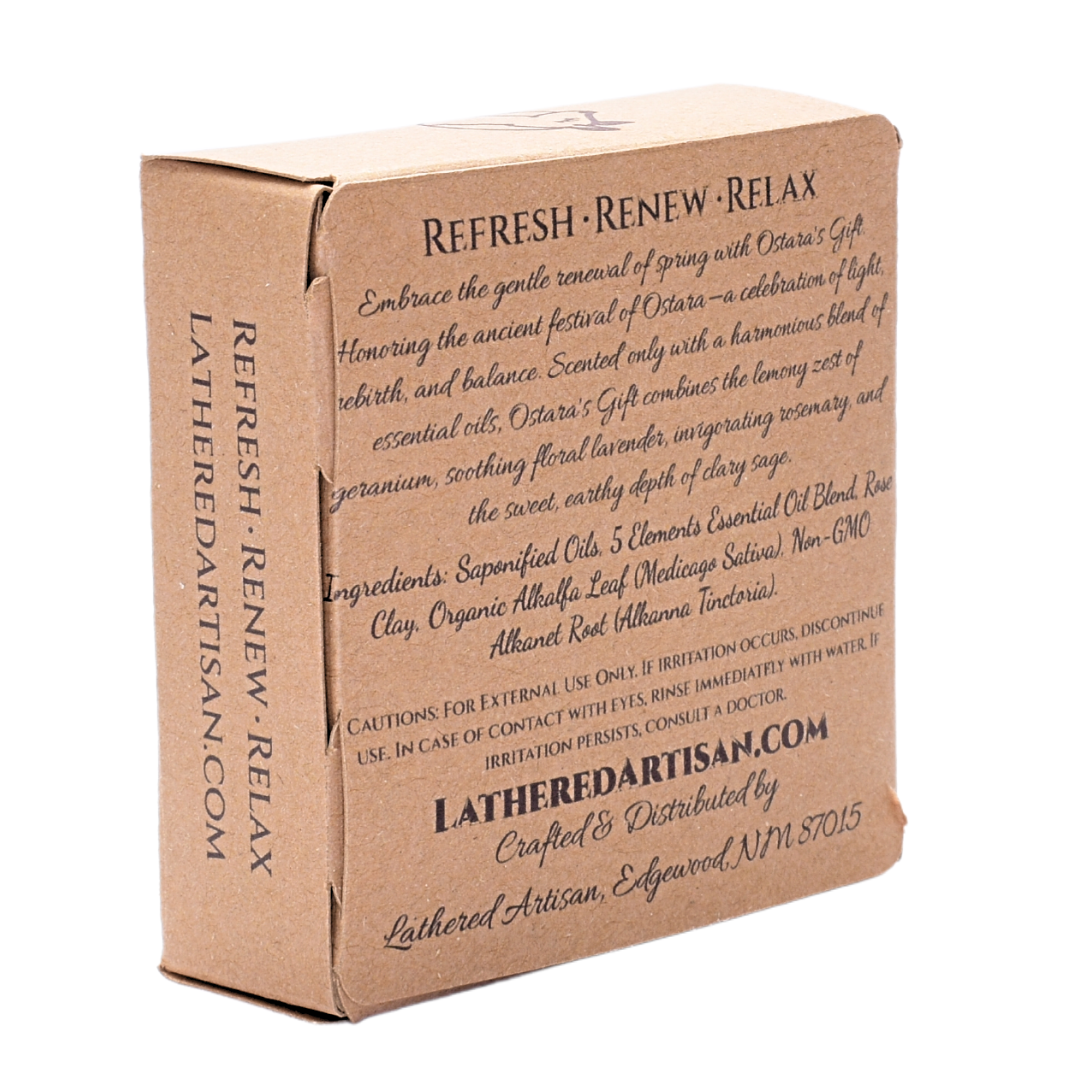 REFRESH·RENEW·RELAX
LATHEREDARTISAN.COM
REFRESH·RENEW·RELAX
Embrace the gentle renewal of spring with Ostara's Gift.
Honoring the ancient festival of Ostara—a celebration of light,
rebirth, and balance. Scented only with a harmonious blend of
essential oils, Ostara's Gift combines the lemony zest of
geranium, soothing floral lavender, invigorating rosemary, and
the sweet, earthy depth of clary sage.
Ingredients: Saponified Oils, 5 Elements Essential Oil Blend, Rose
Clay, Organic Alkalfa Leaf (Medicago Sativa), Non-GMO
Alkanet Root (Alkanna Tinctoria).
CAUTIONS: FOR EXTERNAL USE ONLY. IF IRRITATION OCCURS, DISCONTINUE
USE. IN CASE OF CONTACT WITH EYES, RINSE IMMEDIATELY WITH WATER. IF
IRRITATION PERSISTS, CONSULT A DOCTOR.
LATHEREDARTISAN.COM
Crafted & Distributed by
Lathered Artisan, Edgewood, NM 87015